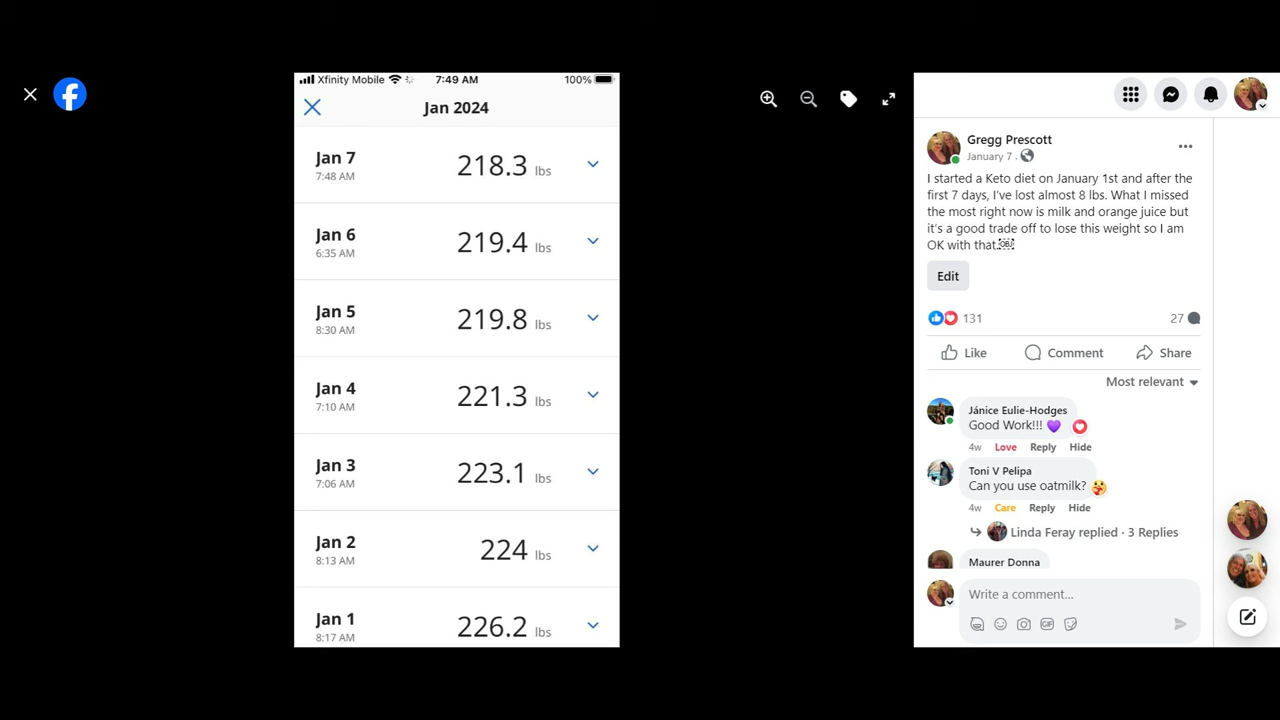 Xfinity Mobile 7:49 AM 100%
Jan 2024
Jan 7
7:48 AM
218.3 lbs
Jan 6
6:35 AM
219.4 lbs
Jan 5
8:30 AM
219.8 lbs
Jan 4
7:10 AM
221.3 lbs
Jan 3
7:06 AM
223.1 lbs
Jan 2
8:13 AM
224 lbs
Jan 1
8:17 AM
226.2 lbs
Gregg Prescott
January 7 ·
I started a Keto diet on January 1st and after the
first 7 days, I’ve lost almost 8 lbs. What I missed
the most right now is milk and orange juice but
it’s a good trade off to lose this weight so I am
OK with that.
Edit
131 27
Like Comment Share
Most relevant
Jánice Eulie-Hodges
Good Work!!! 💜
4w Love Reply Hide
Toni V Pelipa
Can you use oatmilk?
4w Care Reply Hide
Linda Feray replied · 3 Replies
Maurer Donna
Write a comment...
GIF